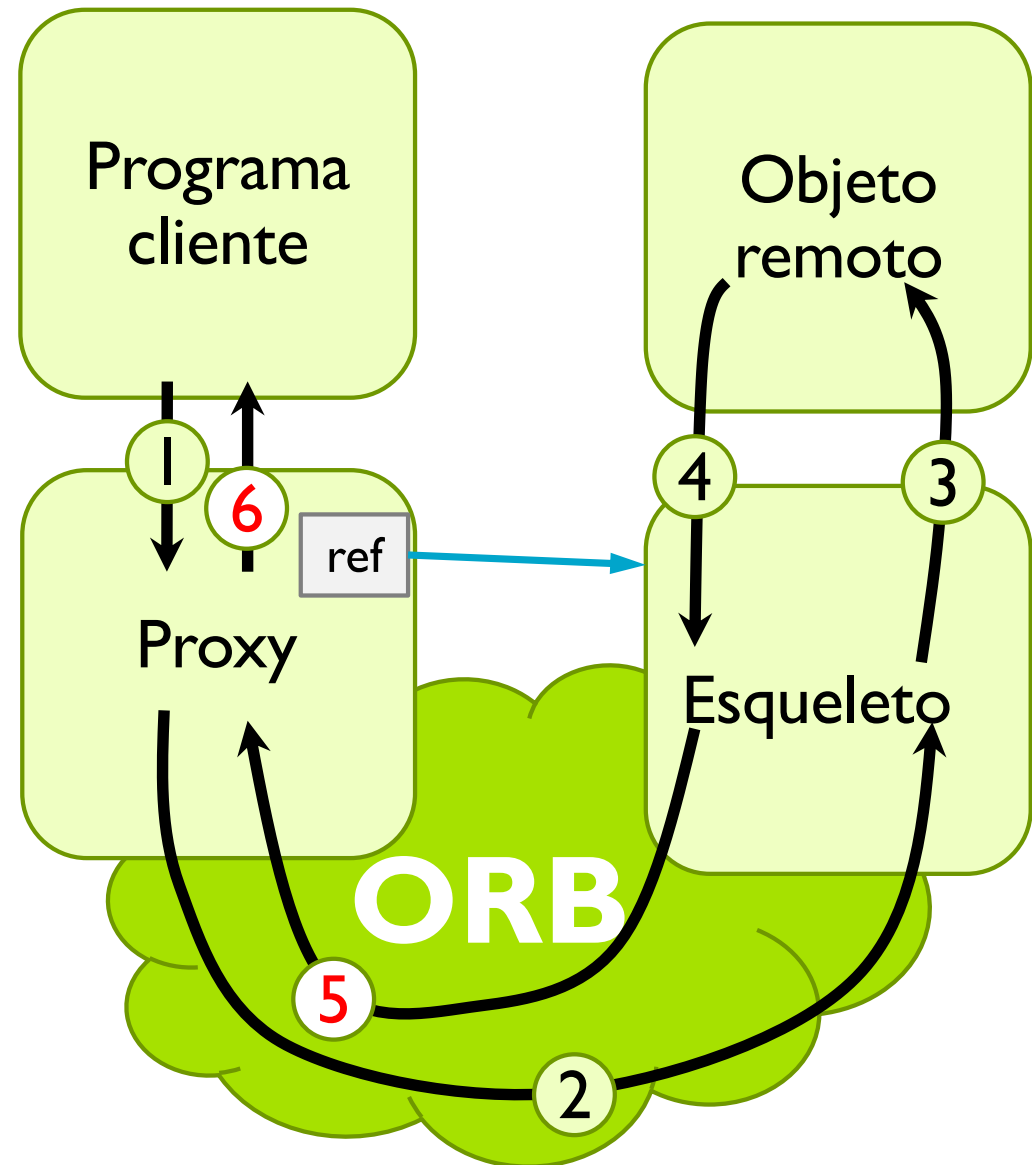 Programa
cliente
Objeto
remoto
1
6
4
3
ref
Proxy
Esqueleto
ORB
5
2